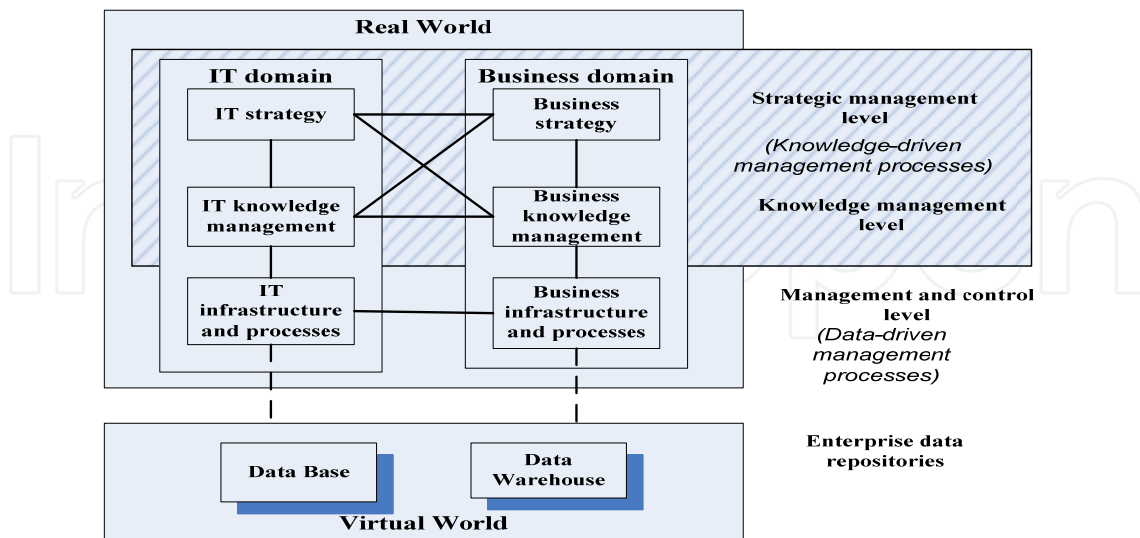 Real World
IT domain
Business domain
IT strategy
Business
strategy
Strategic management
level
(Knowledge-driven
management processes)
IT knowledge
management
Business
knowledge
management
Knowledge management
level
IT
infrastructure
and processes
Business
infrastructure
and processes
Management and control
level
(Data-driven
management
processes)
Data Base
Data
Warehouse
Enterprise data
repositories
Virtual World